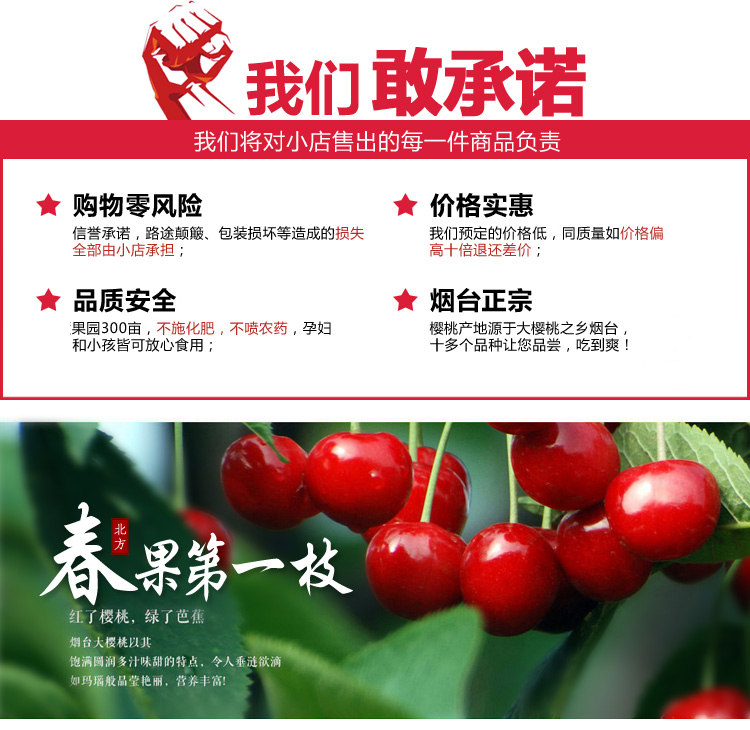 我们敢承诺
我们将对小店售出的每一件商品负责
购物零风险
信誉承诺，路途颠簸、包装损坏等造成的损失
全部由小店承担；
价格实惠
我们预定的价格低，同质量如价格偏
高十倍退还差价；
品质安全
果园300亩，不施化肥，不喷农药，孕妇
和小孩皆可放心食用；
烟台正宗
樱桃产地源于大樱桃之乡烟台，
十多个品种让您品尝，吃到爽！
北方
春果第一枝
红了樱桃，绿了芭蕉
烟台大樱桃以其
饱满圆润多汁味甜的特点，令人垂涎欲滴
如玛瑙般晶莹艳丽，营养丰富!